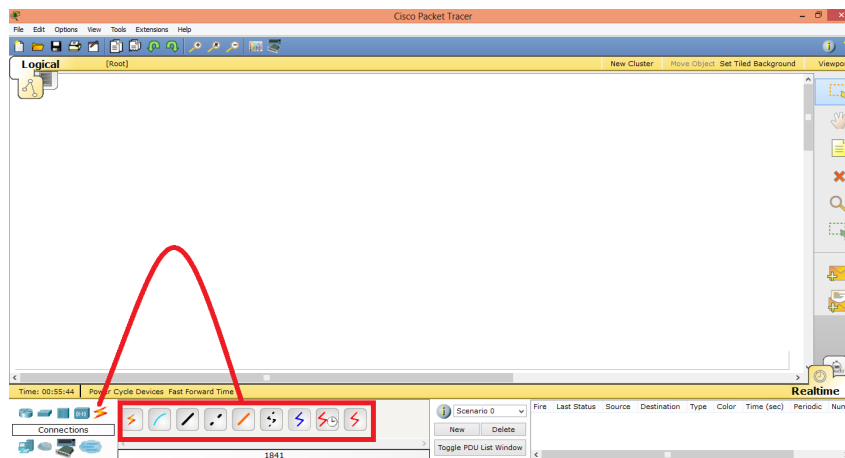 Cisco Packet Tracer
File Edit Options View Tools Extensions Help
Logical [Root] New Cluster Move Object Set Tiled Background Viewpo
Time: 00:55:44 Power Cycle Devices Fast Forward Time Realtime
Scenario 0
Fire Last Status Source Destination Type Color Time (sec) Periodic Num
Connections
New Delete
Toggle PDU List Window
1841